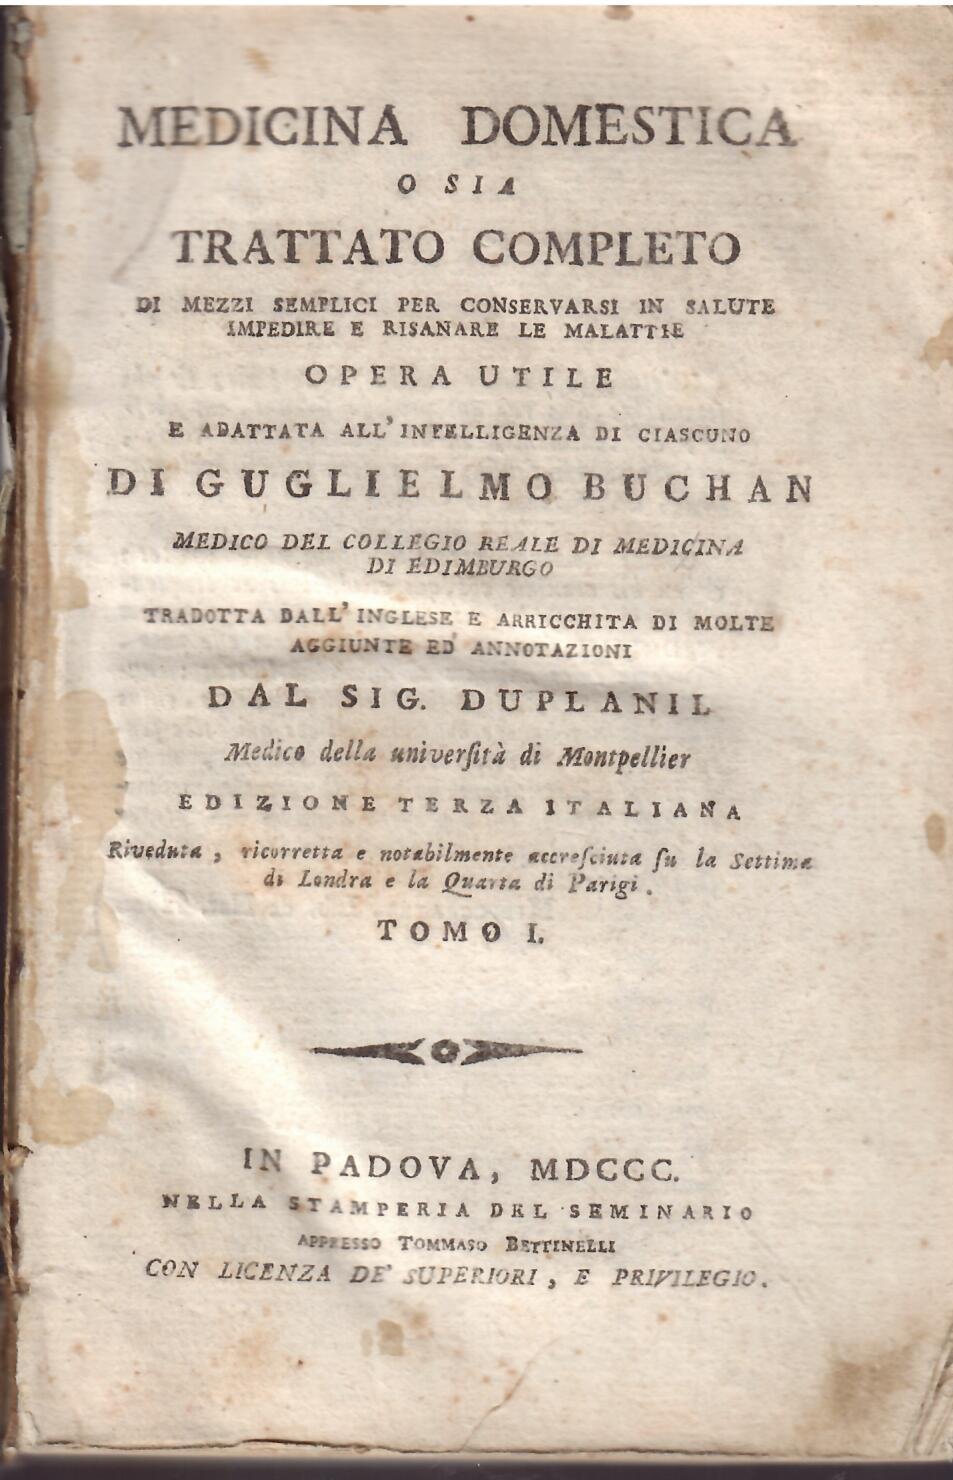 MEDICINA DOMESTICA
O SIA
TRATTATO COMPLETO
DI MEZZI SEMPLICI PER CONSERVARSI IN SALUTE
IMPEDIRE E RISANARE LE MALATTIE
OPERA UTILE
E ADATTATA ALL'INTELLIGENZA DI CIASCUNO
DI GUGLIELMO BUCHAN
MEDICO DEL COLLEGIO REALE DI MEDICINA
DI EDIMBURGO
TRADOTTA DALL'INGLESE E ARRICCHITA DI MOLTE
AGGIUNTE ED ANNOTAZIONI
DAL SIG. DUPLANIL
Medico della univerſità di Montpellier
EDIZIONE TERZA ITALIANA
Riveduta, ricorretta e notabilmente accreſciuta ſu la Settima
di Londra e la Quarta di Parigi.
TOMO I.
IN PADOVA, MDCCC.
NELLA STAMPERIA DEL SEMINARIO
APPRESSO TOMMASO BETTINELLI
CON LICENZA DE' SUPERIORI, E PRIVILEGIO.